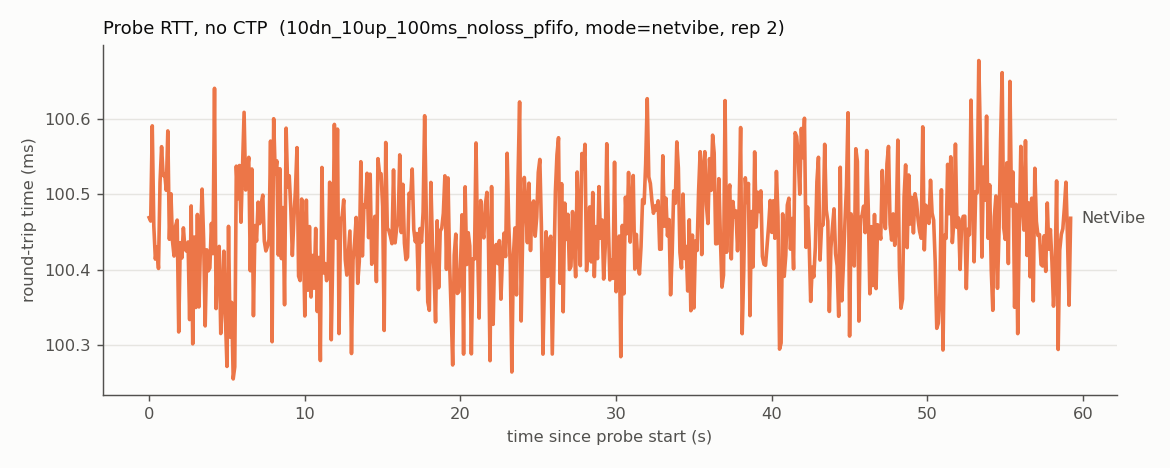 Probe RTT, no CTP (10dn_10up_100ms_noloss_pfifo, mode=netvibe, rep 2)
round-trip time (ms)
100.6
100.5
100.4
100.3
NetVibe
0 10 20 30 40 50 60
time since probe start (s)